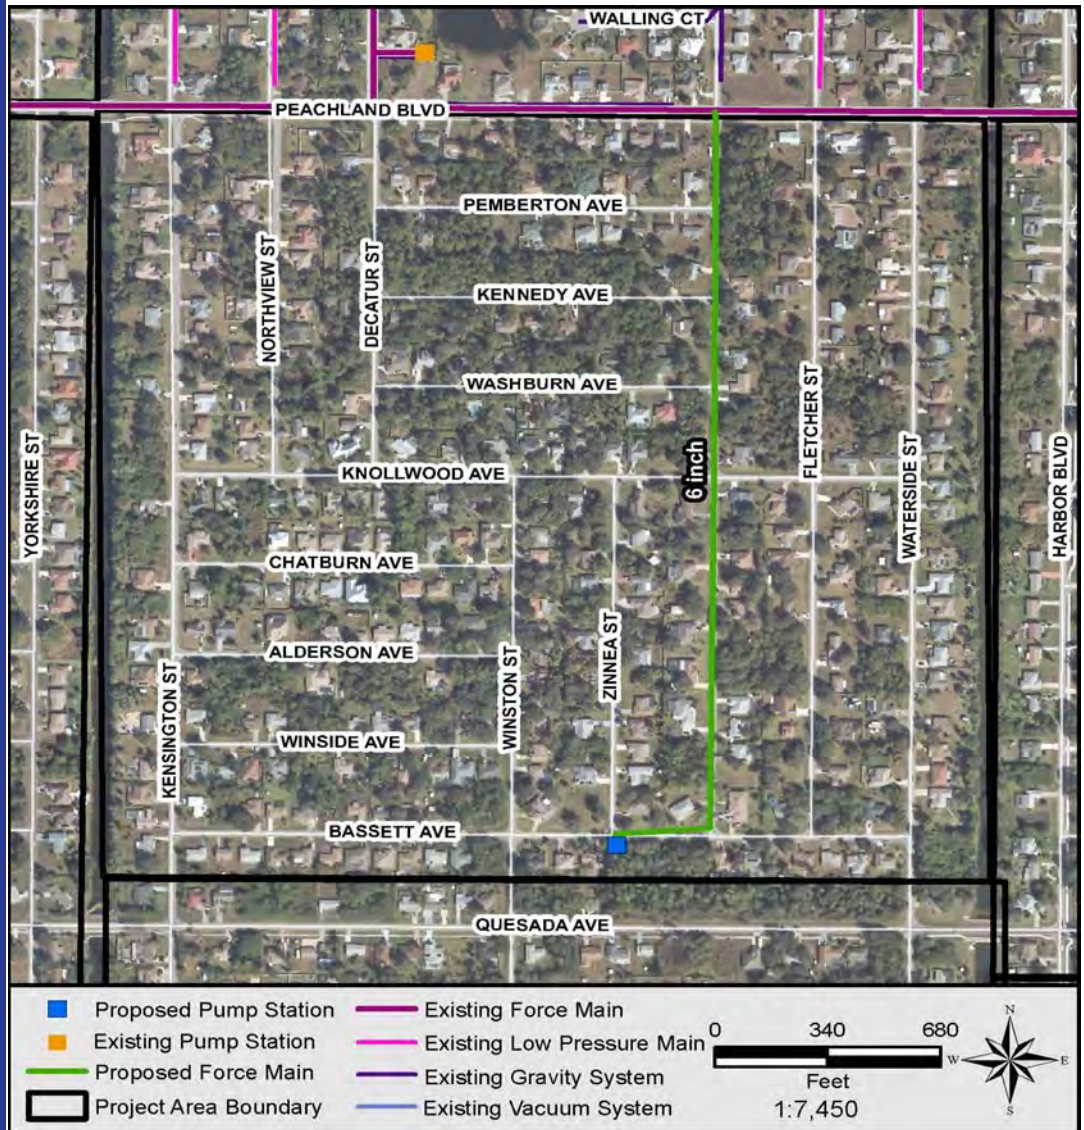 WALLING CT
PEACHLAND BLVD
PEMBERTON AVE
NORTHVIEW ST
DECATUR ST
KENNEDY AVE
WASHBURN AVE
FLETCHER ST
YORKSHIRE ST
KNOLLWOOD AVE
6 inch
WATERSIDE ST
HARBOR BLVD
CHATBURN AVE
ALDERSON AVE
ZINNEA ST
KENSINGTON ST
WINSTON ST
WINSIDE AVE
BASSETT AVE
QUESADA AVE
Proposed Pump Station
Existing Pump Station
Proposed Force Main
Project Area Boundary
Existing Force Main
Existing Low Pressure Main
Existing Gravity System
Existing Vacuum System
0 340 680
Feet
1:7,450
N
W E
S